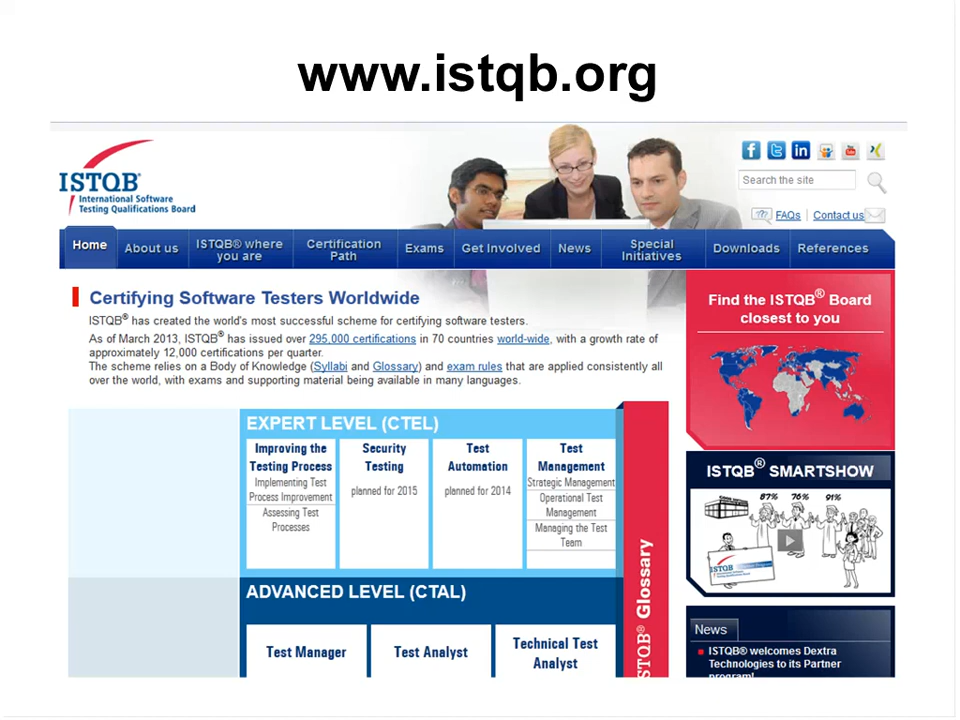 www.istqb.org
ISTQB®
International Software
Testing Qualifications Board
Search the site
FAQs | Contact us
Home
About us
ISTQB® where
you are
Certification
Path
Exams
Get Involved
News
Special
Initiatives
Downloads
References
Certifying Software Testers Worldwide
ISTQB® has created the world's most successful scheme for certifying software testers.
As of March 2013, ISTQB® has issued over 295,000 certifications in 70 countries world-wide, with a growth rate of
approximately 12,000 certifications per quarter.
The scheme relies on a Body of Knowledge (Syllabi and Glossary) and exam rules that are applied consistently all
over the world, with exams and supporting material being available in many languages.
Find the ISTQB® Board
closest to you
EXPERT LEVEL (CTEL)
Improving the
Testing Process
Implementing Test
Process Improvement
Assessing Test
Processes
Security
Testing
planned for 2015
Test
Automation
planned for 2014
Test
Management
Strategic Management
Operational Test
Management
Managing the Test
Team
ADVANCED LEVEL (CTAL)
Test Manager
Test Analyst
Technical Test
Analyst
ISTQB® Glossary
ISTQB® SMARTSHOW
87% 76% 91%
ISTQB
News
ISTQB® welcomes Dextra
Technologies to its Partner
program!